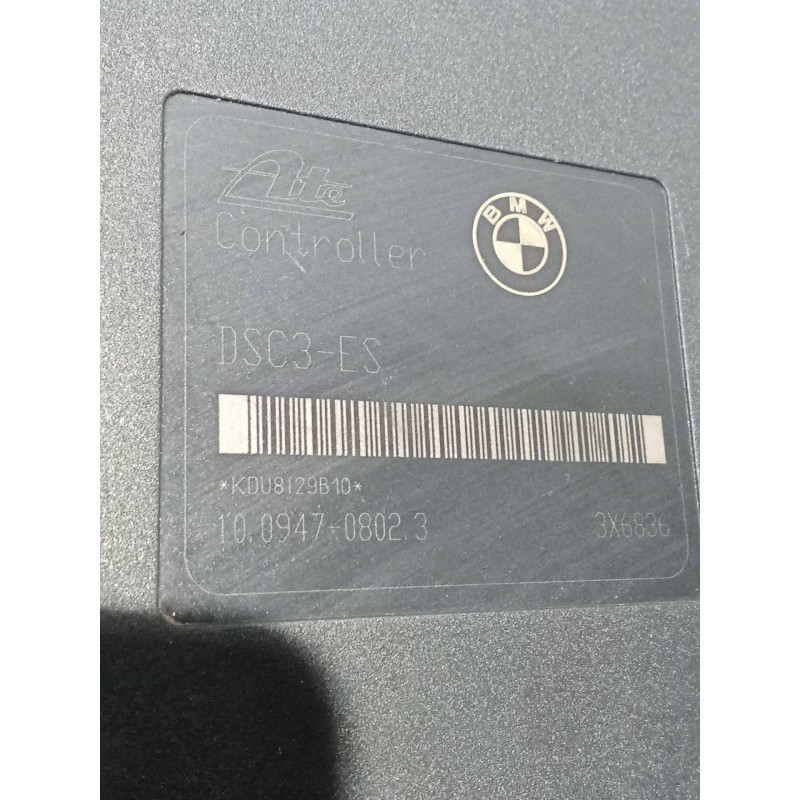 Ate
BMW
Controller
DSC3-ES
*KDU8129B10*
10.0947-0802.3 3X6836